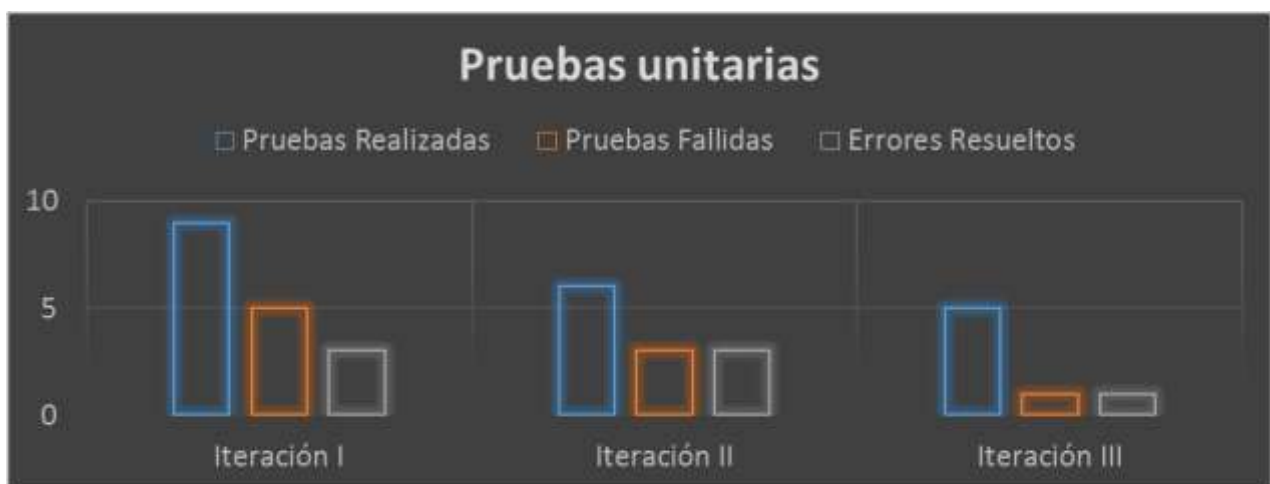 Pruebas unitarias
Pruebas Realizadas Pruebas Fallidas Errores Resueltos
10
5
0
Iteración I Iteración II Iteración III